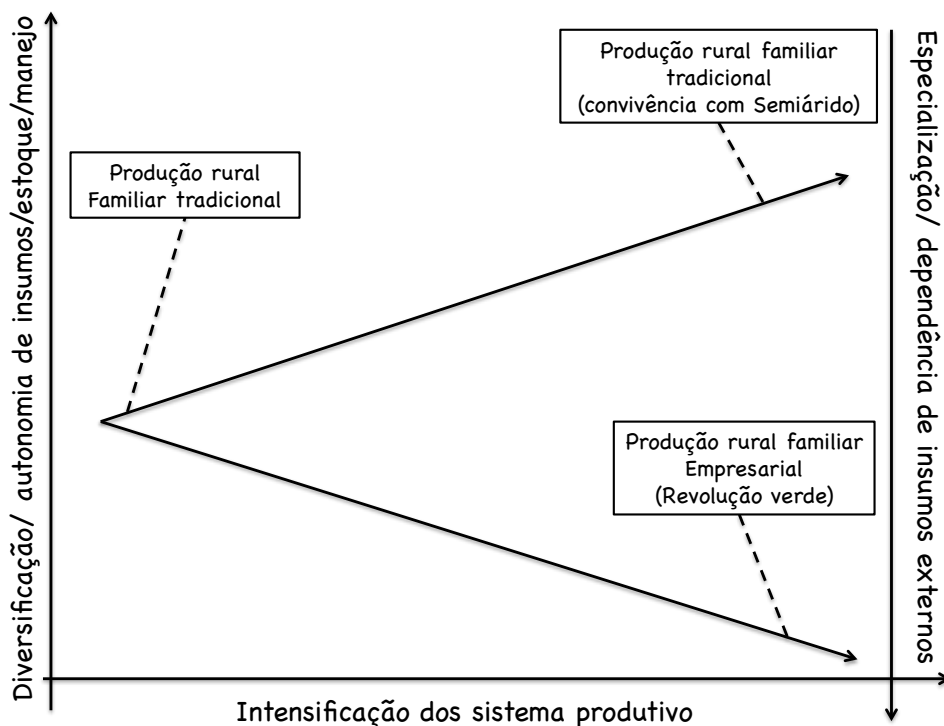 Diversificação/ autonomia de insumos/estoque/manejo
Produção rural
Familiar tradicional
Produção rural familiar
tradicional
(convivência com Semiárido)
Produção rural familiar
Empresarial
(Revolução verde)
Especialização/ dependência de insumos externos
Intensificação dos sistema produtivo